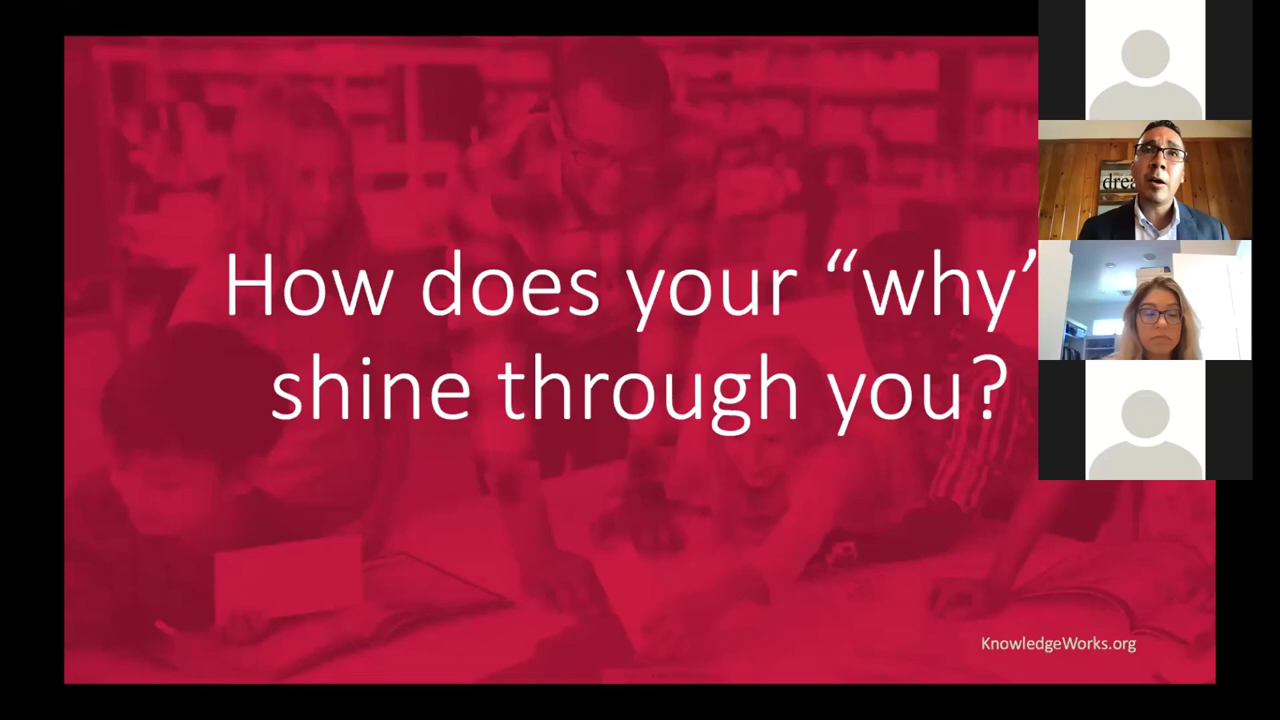 How does your “why”
shine through you?
KnowledgeWorks.org